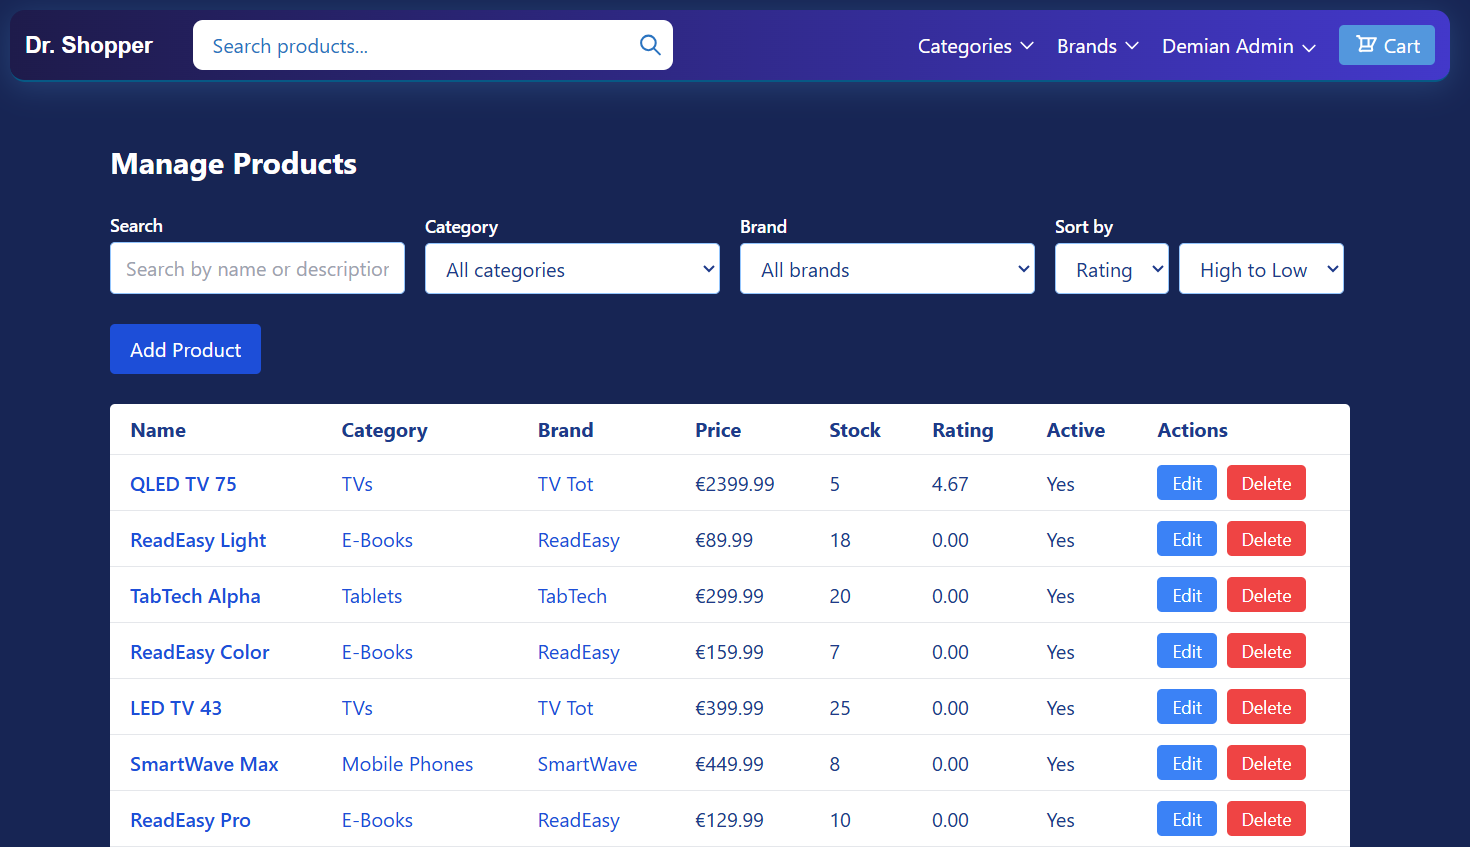 Dr. Shopper
Search products...
Categories
Brands
Demian Admin
Cart
Manage Products
Search
Category
Brand
Sort by
Search by name or description
All categories
All brands
Rating
High to Low
Add Product
Name Category Brand Price Stock Rating Active Actions
QLED TV 75 TVs TV Tot €2399.99 5 4.67 Yes Edit Delete
ReadEasy Light E-Books ReadEasy €89.99 18 0.00 Yes Edit Delete
TabTech Alpha Tablets TabTech €299.99 20 0.00 Yes Edit Delete
ReadEasy Color E-Books ReadEasy €159.99 7 0.00 Yes Edit Delete
LED TV 43 TVs TV Tot €399.99 25 0.00 Yes Edit Delete
SmartWave Max Mobile Phones SmartWave €449.99 8 0.00 Yes Edit Delete
ReadEasy Pro E-Books ReadEasy €129.99 10 0.00 Yes Edit Delete